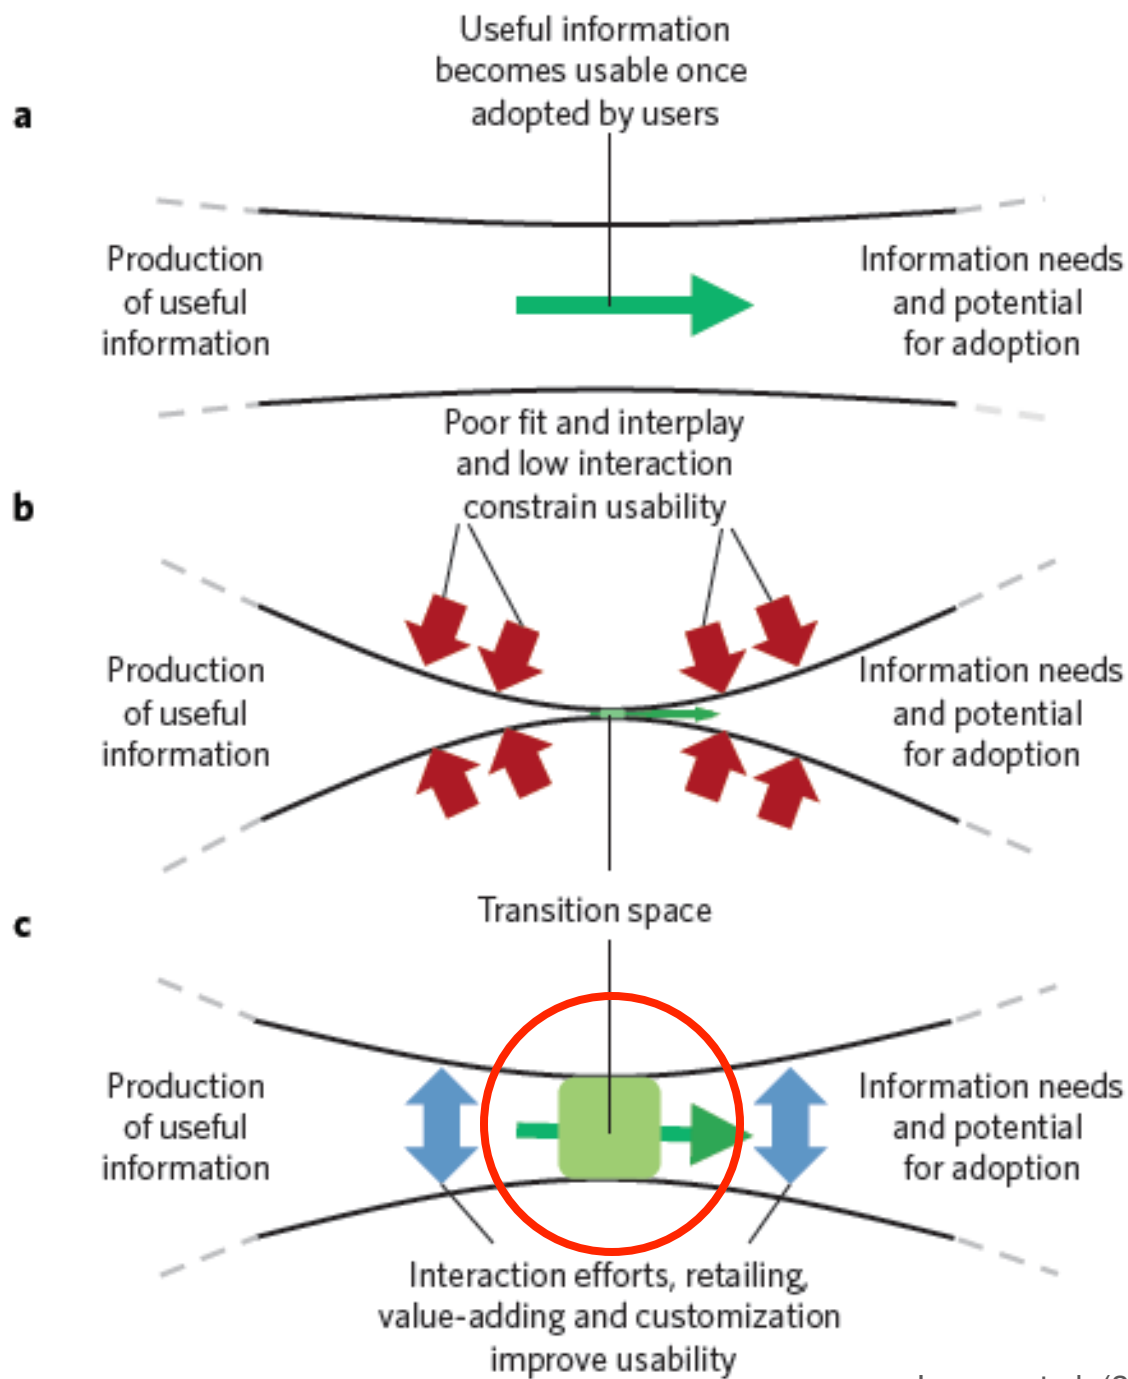 Useful information
becomes usable once
adopted by users
a
Production
of useful
information
Information needs
and potential
for adoption
Poor fit and interplay
and low interaction
constrain usability
b
Production
of useful
information
Information needs
and potential
for adoption
Transition space
c
Production
of useful
information
Information needs
and potential
for adoption
Interaction efforts, retailing,
value-adding and customization
improve usability